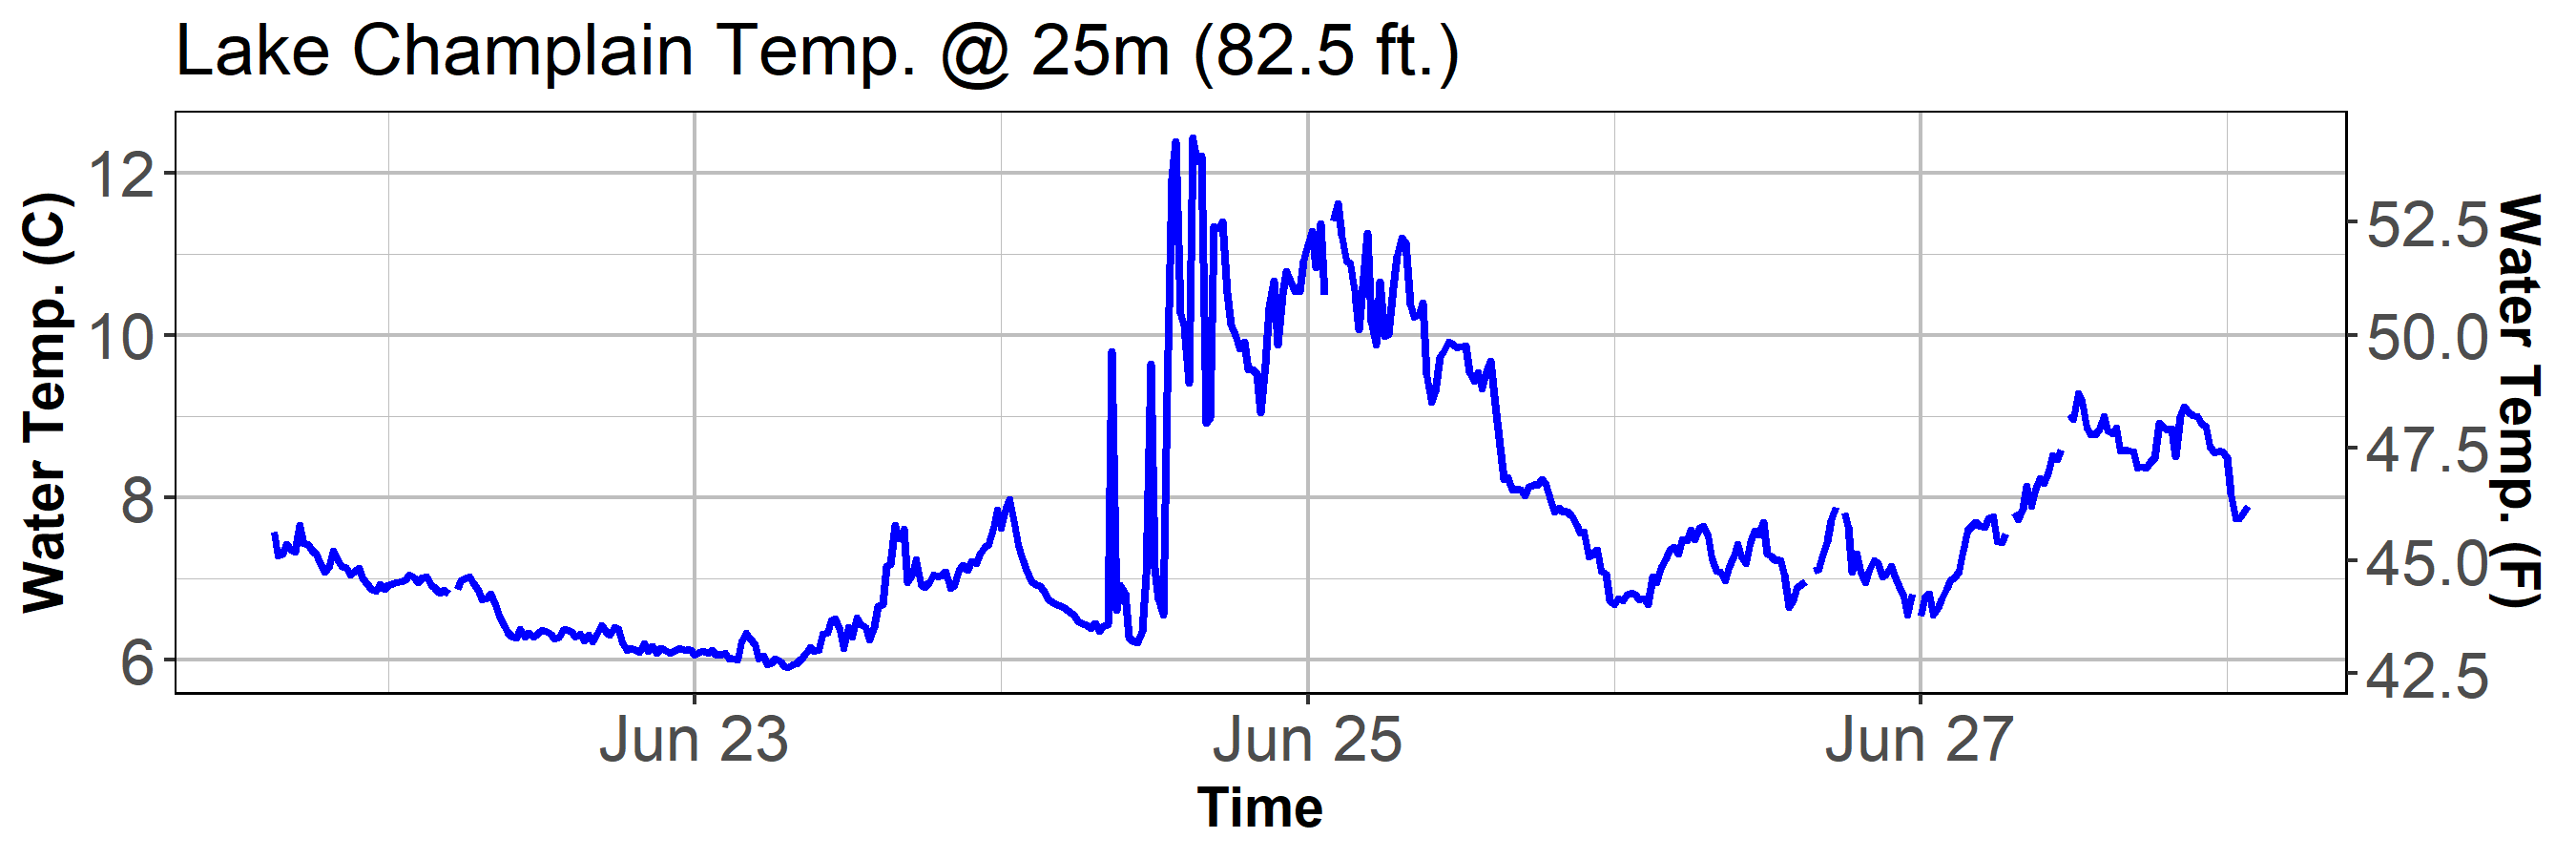 Lake Champlain Temp. @ 25m (82.5 ft.)
Water Temp. (C)
12
10
8
6
52.5
50.0
47.5
45.0
42.5
Water Temp. (F)
Jun 23 Jun 25 Jun 27
Time